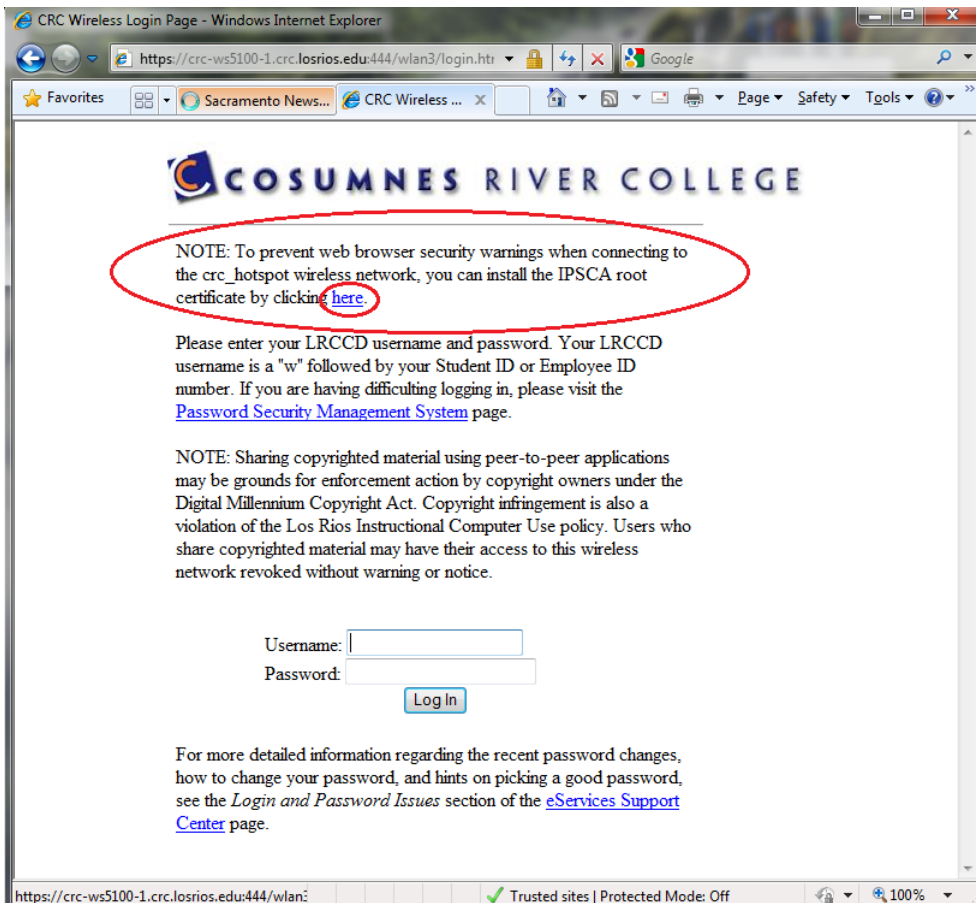 CRC Wireless Login Page - Windows Internet Explorer
https://crc-ws5100-1.crc.losrios.edu:444/wlan3/login.htr
Google
Favorites
Sacramento News...
CRC Wireless ...
Page
Safety
Tools
COSUMNES RIVER COLLEGE
NOTE: To prevent web browser security warnings when connecting to
the crc_hotspot wireless network, you can install the IPSCA root
certificate by clicking here.
Please enter your LRCCD username and password. Your LRCCD
username is a "w" followed by your Student ID or Employee ID
number. If you are having difficulting logging in, please visit the
Password Security Management System page.
NOTE: Sharing copyrighted material using peer-to-peer applications
may be grounds for enforcement action by copyright owners under the
Digital Millennium Copyright Act. Copyright infringement is also a
violation of the Los Rios Instructional Computer Use policy. Users who
share copyrighted material may have their access to this wireless
network revoked without warning or notice.
Username:
Password:
Log In
For more detailed information regarding the recent password changes,
how to change your password, and hints on picking a good password,
see the Login and Password Issues section of the eServices Support
Center page.
https://crc-ws5100-1.crc.losrios.edu:444/wlan3
Trusted sites | Protected Mode: Off
100%